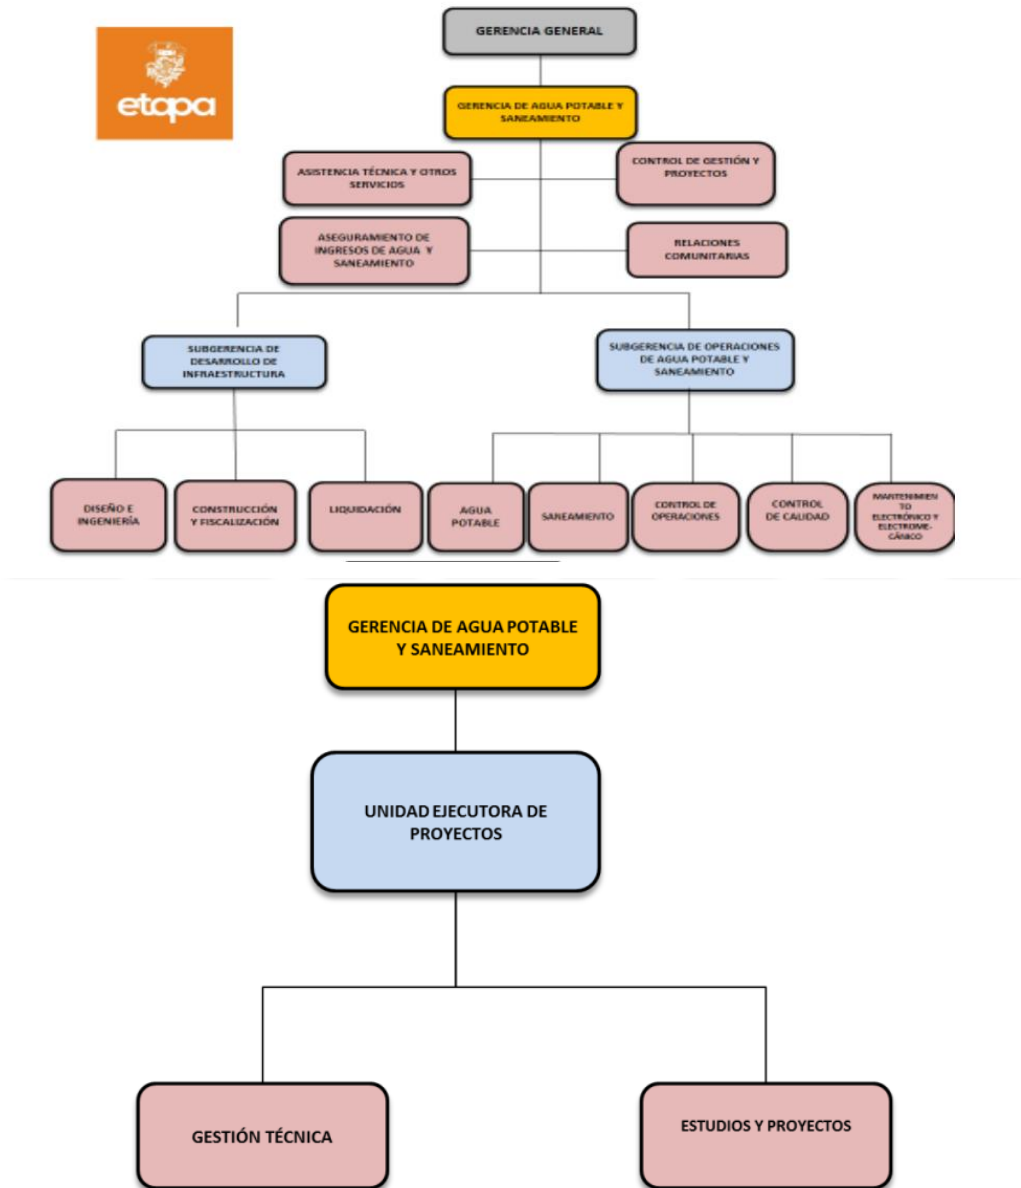 GERENCIA GENERAL
etapa
GERENCIA DE AGUA POTABLE Y
SANEAMIENTO
ASISTENCIA TÉCNICA Y OTROS
SERVICIOS
CONTROL DE GESTIÓN Y
PROYECTOS
ASEGURAMIENTO DE
INGRESOS DE AGUA Y
SANEAMIENTO
RELACIONES
COMUNITARIAS
SUBGERENCIA DE
DESARROLLO DE
INFRAESTRUCTURA
SUBGERENCIA DE OPERACIONES
DE AGUA POTABLE Y
SANEAMIENTO
DISEÑO E
INGENIERÍA
CONSTRUCCIÓN
Y FISCALIZACIÓN
LIQUIDACIÓN
AGUA
POTABLE
SANEAMIENTO
CONTROL DE
OPERACIONES
CONTROL
DE CALIDAD
MANTENIMIEN
TO
ELECTRÓNICO Y
ELECTROME-
CÁNICO
GERENCIA DE AGUA POTABLE
Y SANEAMIENTO
UNIDAD EJECUTORA DE
PROYECTOS
GESTIÓN TÉCNICA
ESTUDIOS Y PROYECTOS